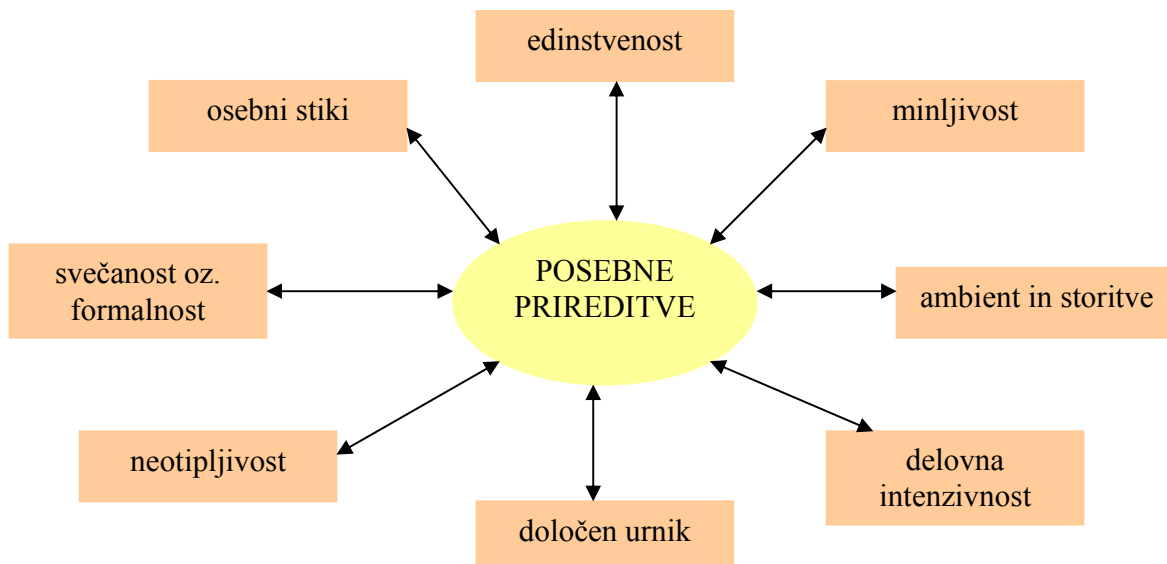 edinstvenost
osebni stiki
minljivost
svečanost oz.
formalnost
POSEBNE
PRIREDITVE
ambient in storitve
neotipljivost
delovna
intenzivnost
določen urnik